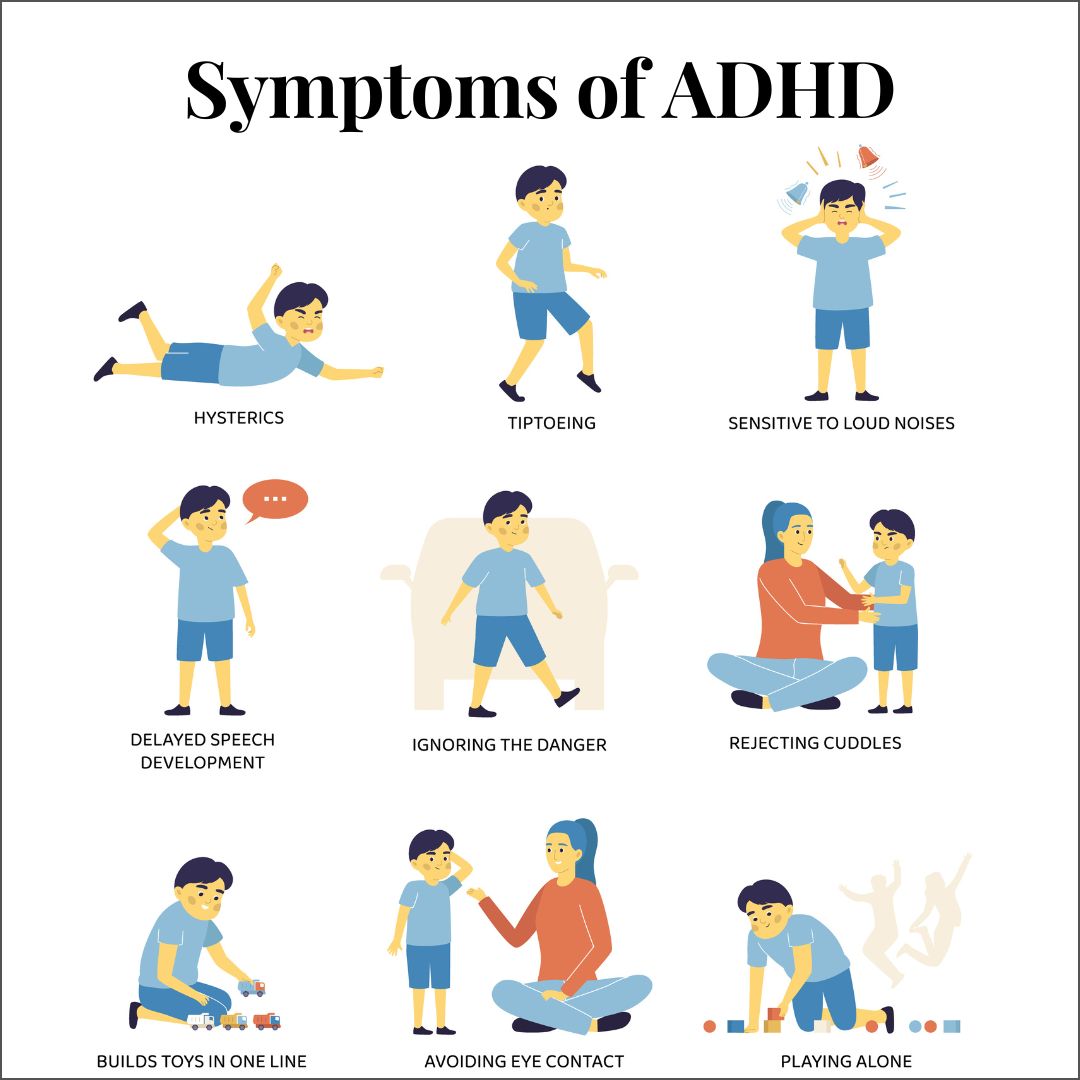 Symptoms of ADHD
HYSTERICS
TIPTOEING
SENSITIVE TO LOUD NOISES
DELAYED SPEECH
DEVELOPMENT
IGNORING THE DANGER
REJECTING CUDDLES
BUILDS TOYS IN ONE LINE
AVOIDING EYE CONTACT
PLAYING ALONE